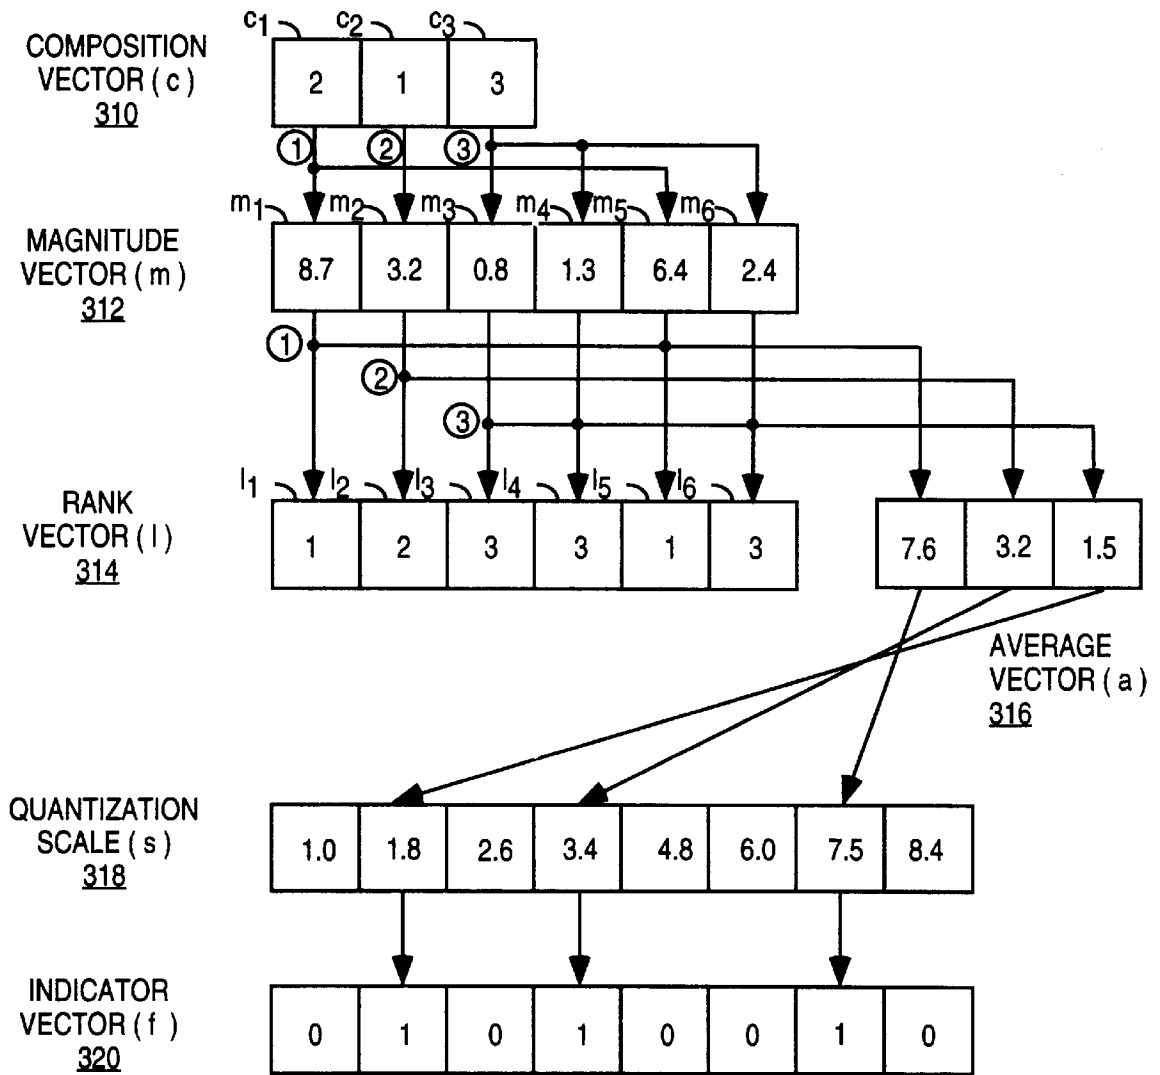 c1 c2 c3
COMPOSITION
VECTOR ( c )
310
2 1 3
1 2 3
m1 m2 m3 m4 m5 m6
MAGNITUDE
VECTOR ( m )
312
8.7 3.2 0.8 1.3 6.4 2.4
1
2
3
l1 l2 l3 l4 l5 l6
RANK
VECTOR ( l )
314
1 2 3 3 1 3
7.6 3.2 1.5
AVERAGE
VECTOR ( a )
316
QUANTIZATION
SCALE ( s )
318
1.0 1.8 2.6 3.4 4.8 6.0 7.5 8.4
INDICATOR
VECTOR ( f )
320
0 1 0 1 0 0 1 0